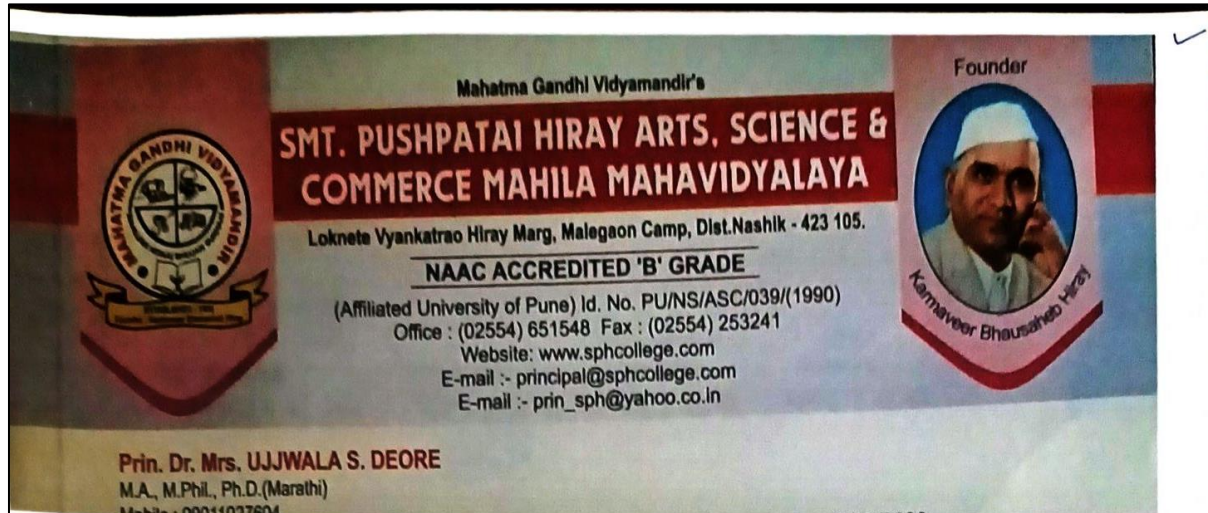 Founder
Mahatma Gandhi Vidyamandir's
SMT. PUSHPATAI HIRAY ARTS, SCIENCE &
COMMERCE MAHILA MAHAVIDYALAYA
MAHATMA GANDHI VIDYAMANDIR
Loknete Vyankatrao Hiray Marg, Malegaon Camp, Dist.Nashik - 423 105.
NAAC ACCREDITED 'B' GRADE
(Affiliated University of Pune) Id. No. PU/NS/ASC/039/(1990)
Office : (02554) 651548 Fax : (02554) 253241
Website: www.sphcollege.com
E-mail :- principal@sphcollege.com
E-mail :- prin_sph@yahoo.co.in
Karmaveer Bhausaheb Hiray
Prin. Dr. Mrs. UJJWALA S. DEORE
M.A., M.Phil., Ph.D.(Marathi)